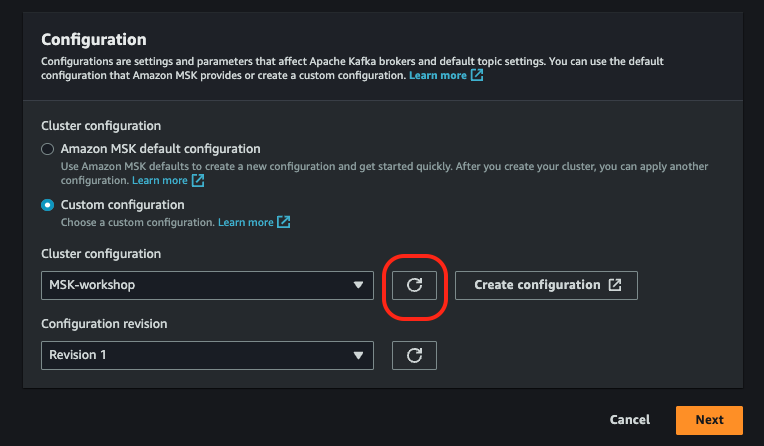 Configuration
Configurations are settings and parameters that affect Apache Kafka brokers and default topic settings. You can use the default
configuration that Amazon MSK provides or create a custom configuration. Learn more
Cluster configuration
Amazon MSK default configuration
Use Amazon MSK defaults to create a new configuration and get started quickly. After you create your cluster, you can apply another
configuration. Learn more
Custom configuration
Choose a custom configuration. Learn more
Cluster configuration
MSK-workshop
Create configuration
Configuration revision
Revision 1
Cancel
Next